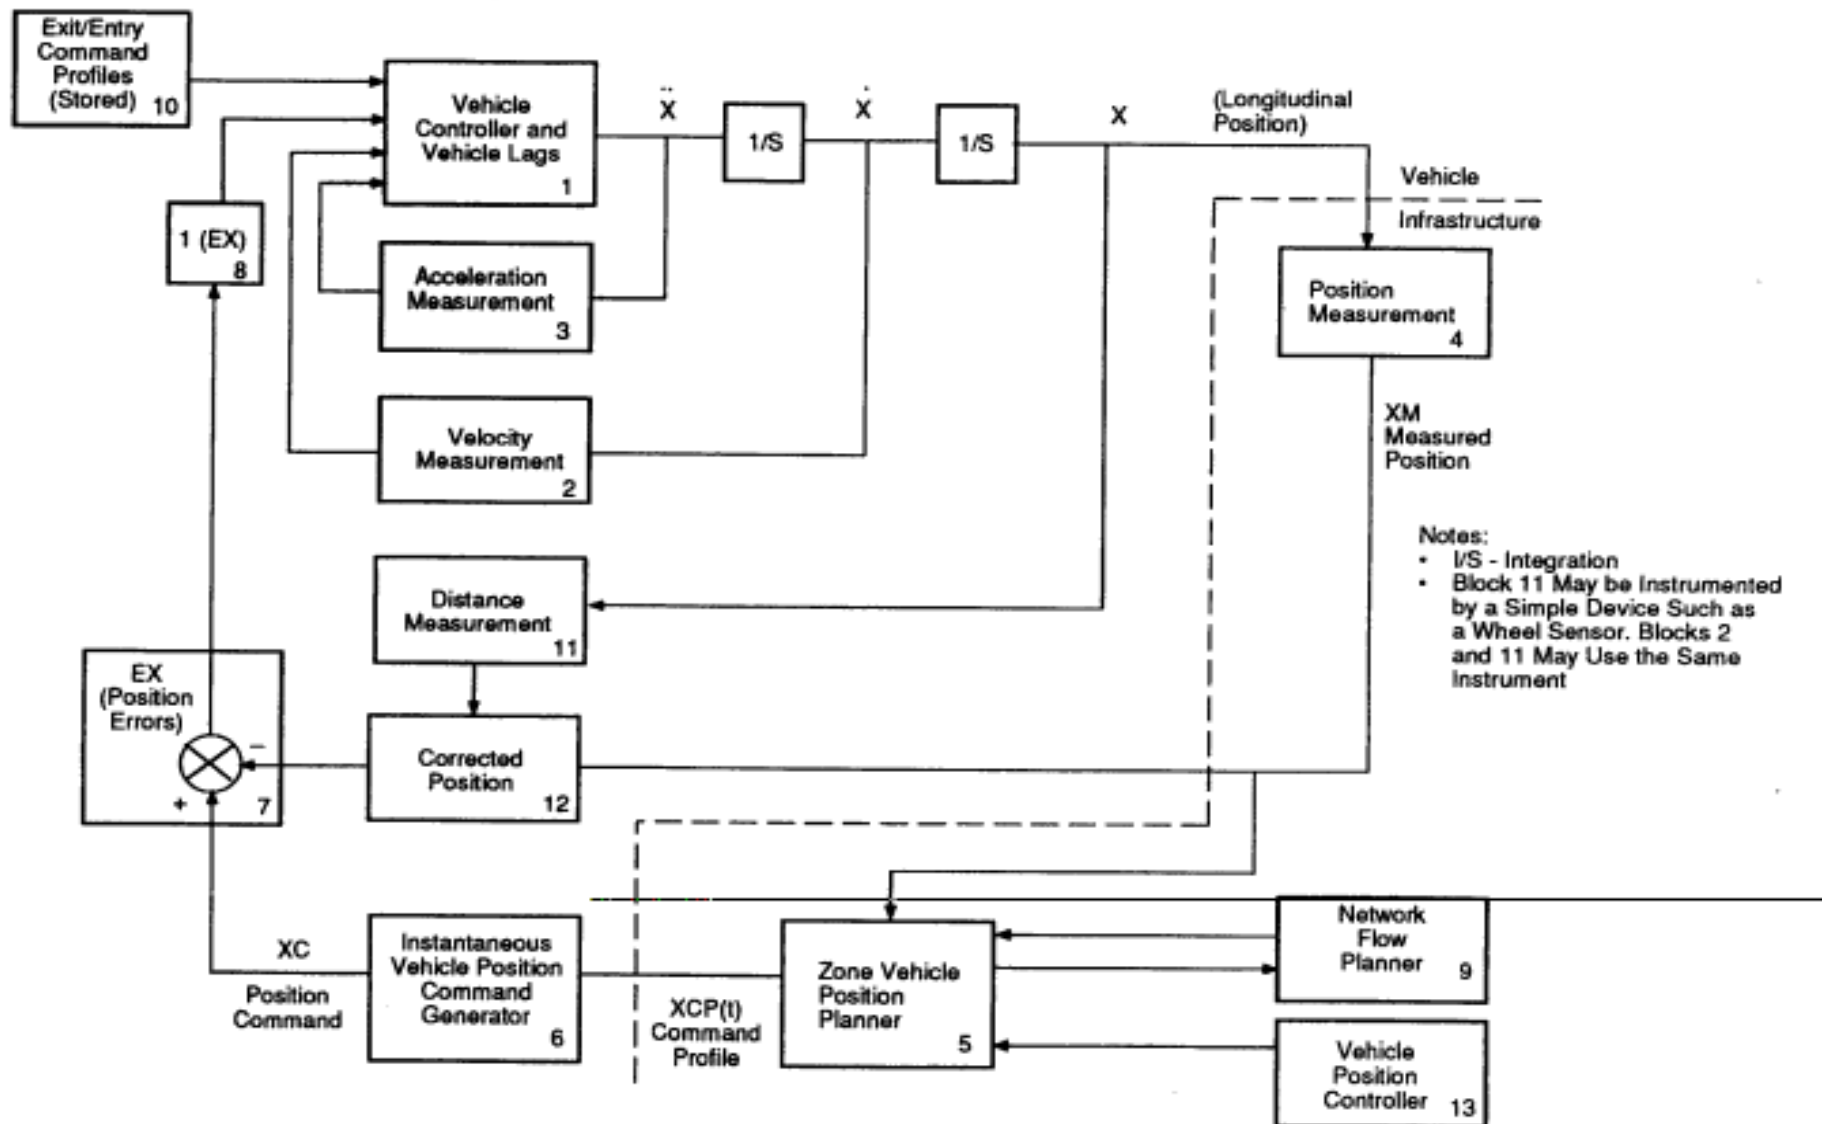 Exit/Entry
Command
Profiles
(Stored)
10
Vehicle
Controller and
Vehicle Lags
1
Ẍ
1/S
Ẋ
1/S
X
(Longitudinal
Position)
Vehicle
Infrastructure
1 (EX)
8
Acceleration
Measurement
3
Position
Measurement
4
Velocity
Measurement
2
XM
Measured
Position
Notes:
• I/S - Integration
• Block 11 May be Instrumented
by a Simple Device Such as
a Wheel Sensor. Blocks 2
and 11 May Use the Same
Instrument
Distance
Measurement
11
EX
(Position
Errors)
−
+
7
Corrected
Position
12
XC
Position
Command
Instantaneous
Vehicle Position
Command
Generator
6
XCP(t)
Command
Profile
Zone Vehicle
Position
Planner
5
Network
Flow
Planner
9
Vehicle
Position
Controller
13